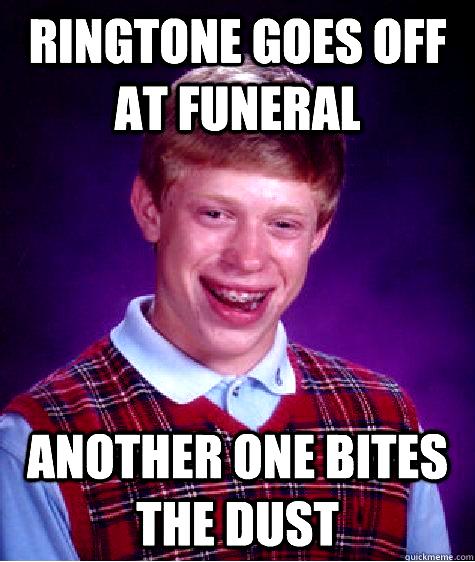 RINGTONE GOES OFF
AT FUNERAL
ANOTHER ONE BITES
THE DUST
quickmeme.com